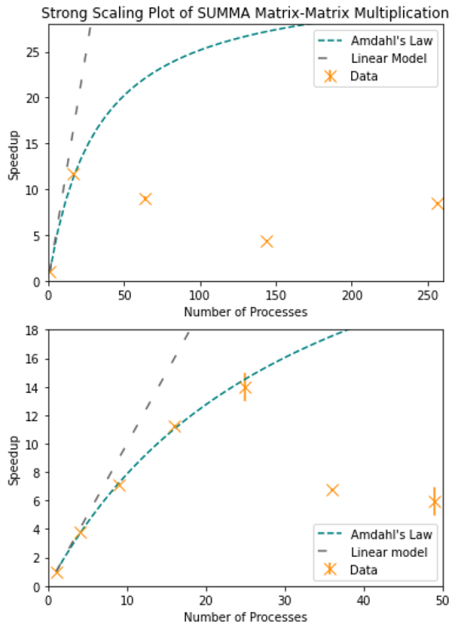 Strong Scaling Plot of SUMMA Matrix-Matrix Multiplication
Speedup
25
20
15
10
5
0
Amdahl's Law
Linear Model
Data
0 50 100 150 200 250
Number of Processes
Speedup
18
16
14
12
10
8
6
4
2
0
Amdahl's Law
Linear model
Data
0 10 20 30 40 50
Number of Processes